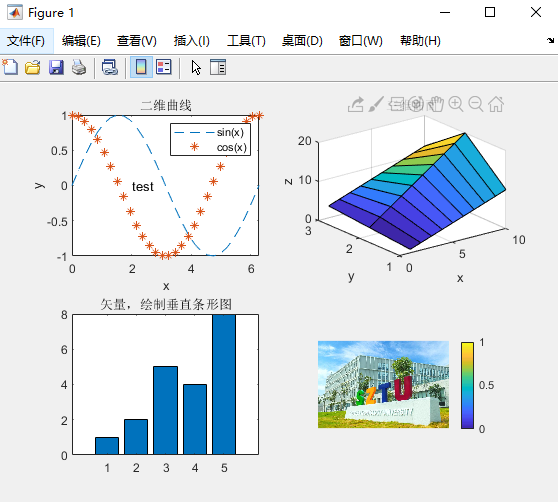 Figure 1
文件(F) 编辑(E) 查看(V) 插入(I) 工具(T) 桌面(D) 窗口(W) 帮助(H)
二维曲线
1
0.5
0
-0.5
-1
y
sin(x)
cos(x)
test
0 2 4 6
x
20
10
0
z
3
2
1
y
0
5
10
x
矢量，绘制垂直条形图
8
6
4
2
0
1 2 3 4 5
SZTU
UNIVERSITY
1
0.5
0